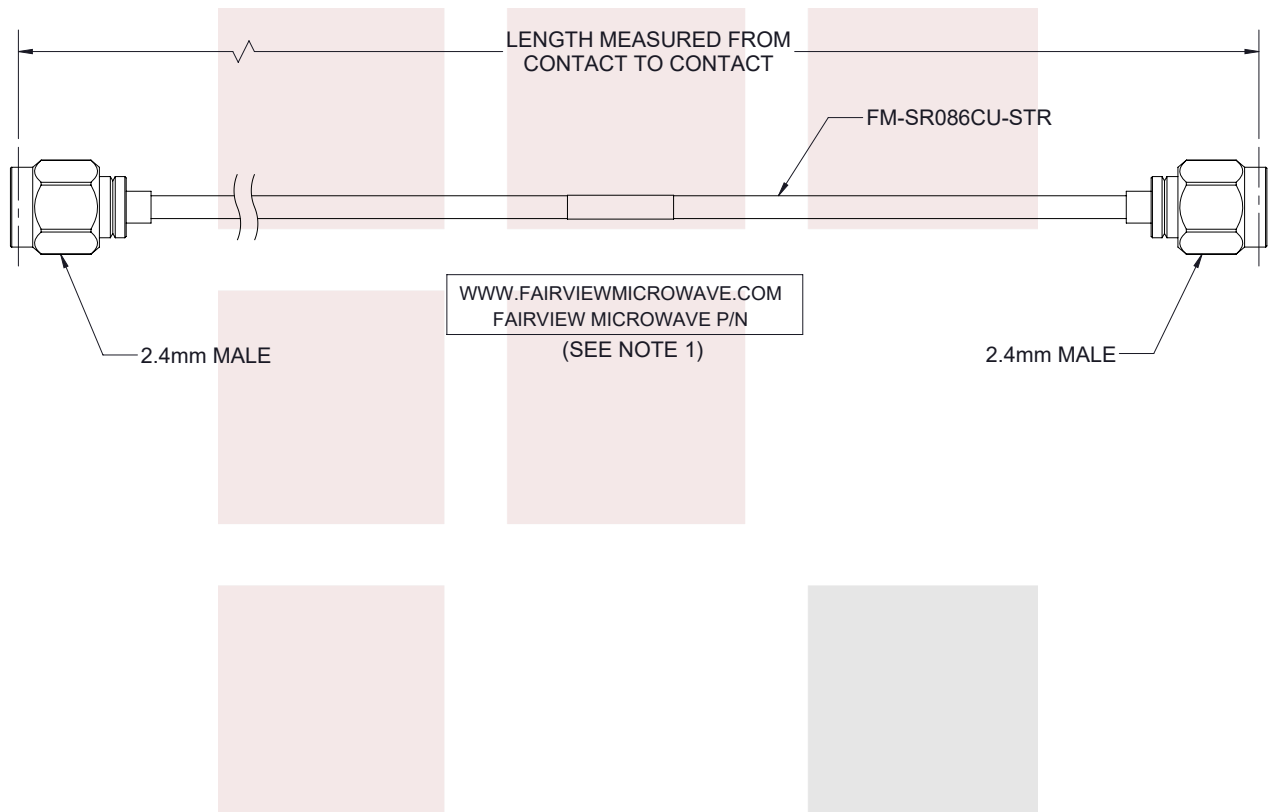 LENGTH MEASURED FROM
CONTACT TO CONTACT
FM-SR086CU-STR
WWW.FAIRVIEWMICROWAVE.COM
FAIRVIEW MICROWAVE P/N
(SEE NOTE 1)
2.4mm MALE
2.4mm MALE